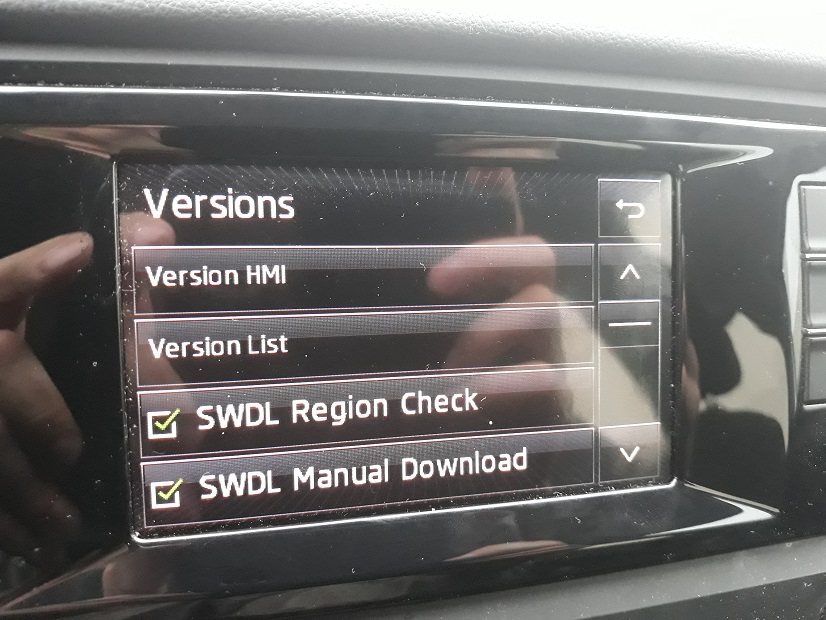 Versions
Version HMI
Version List
SWDL Region Check
SWDL Manual Download